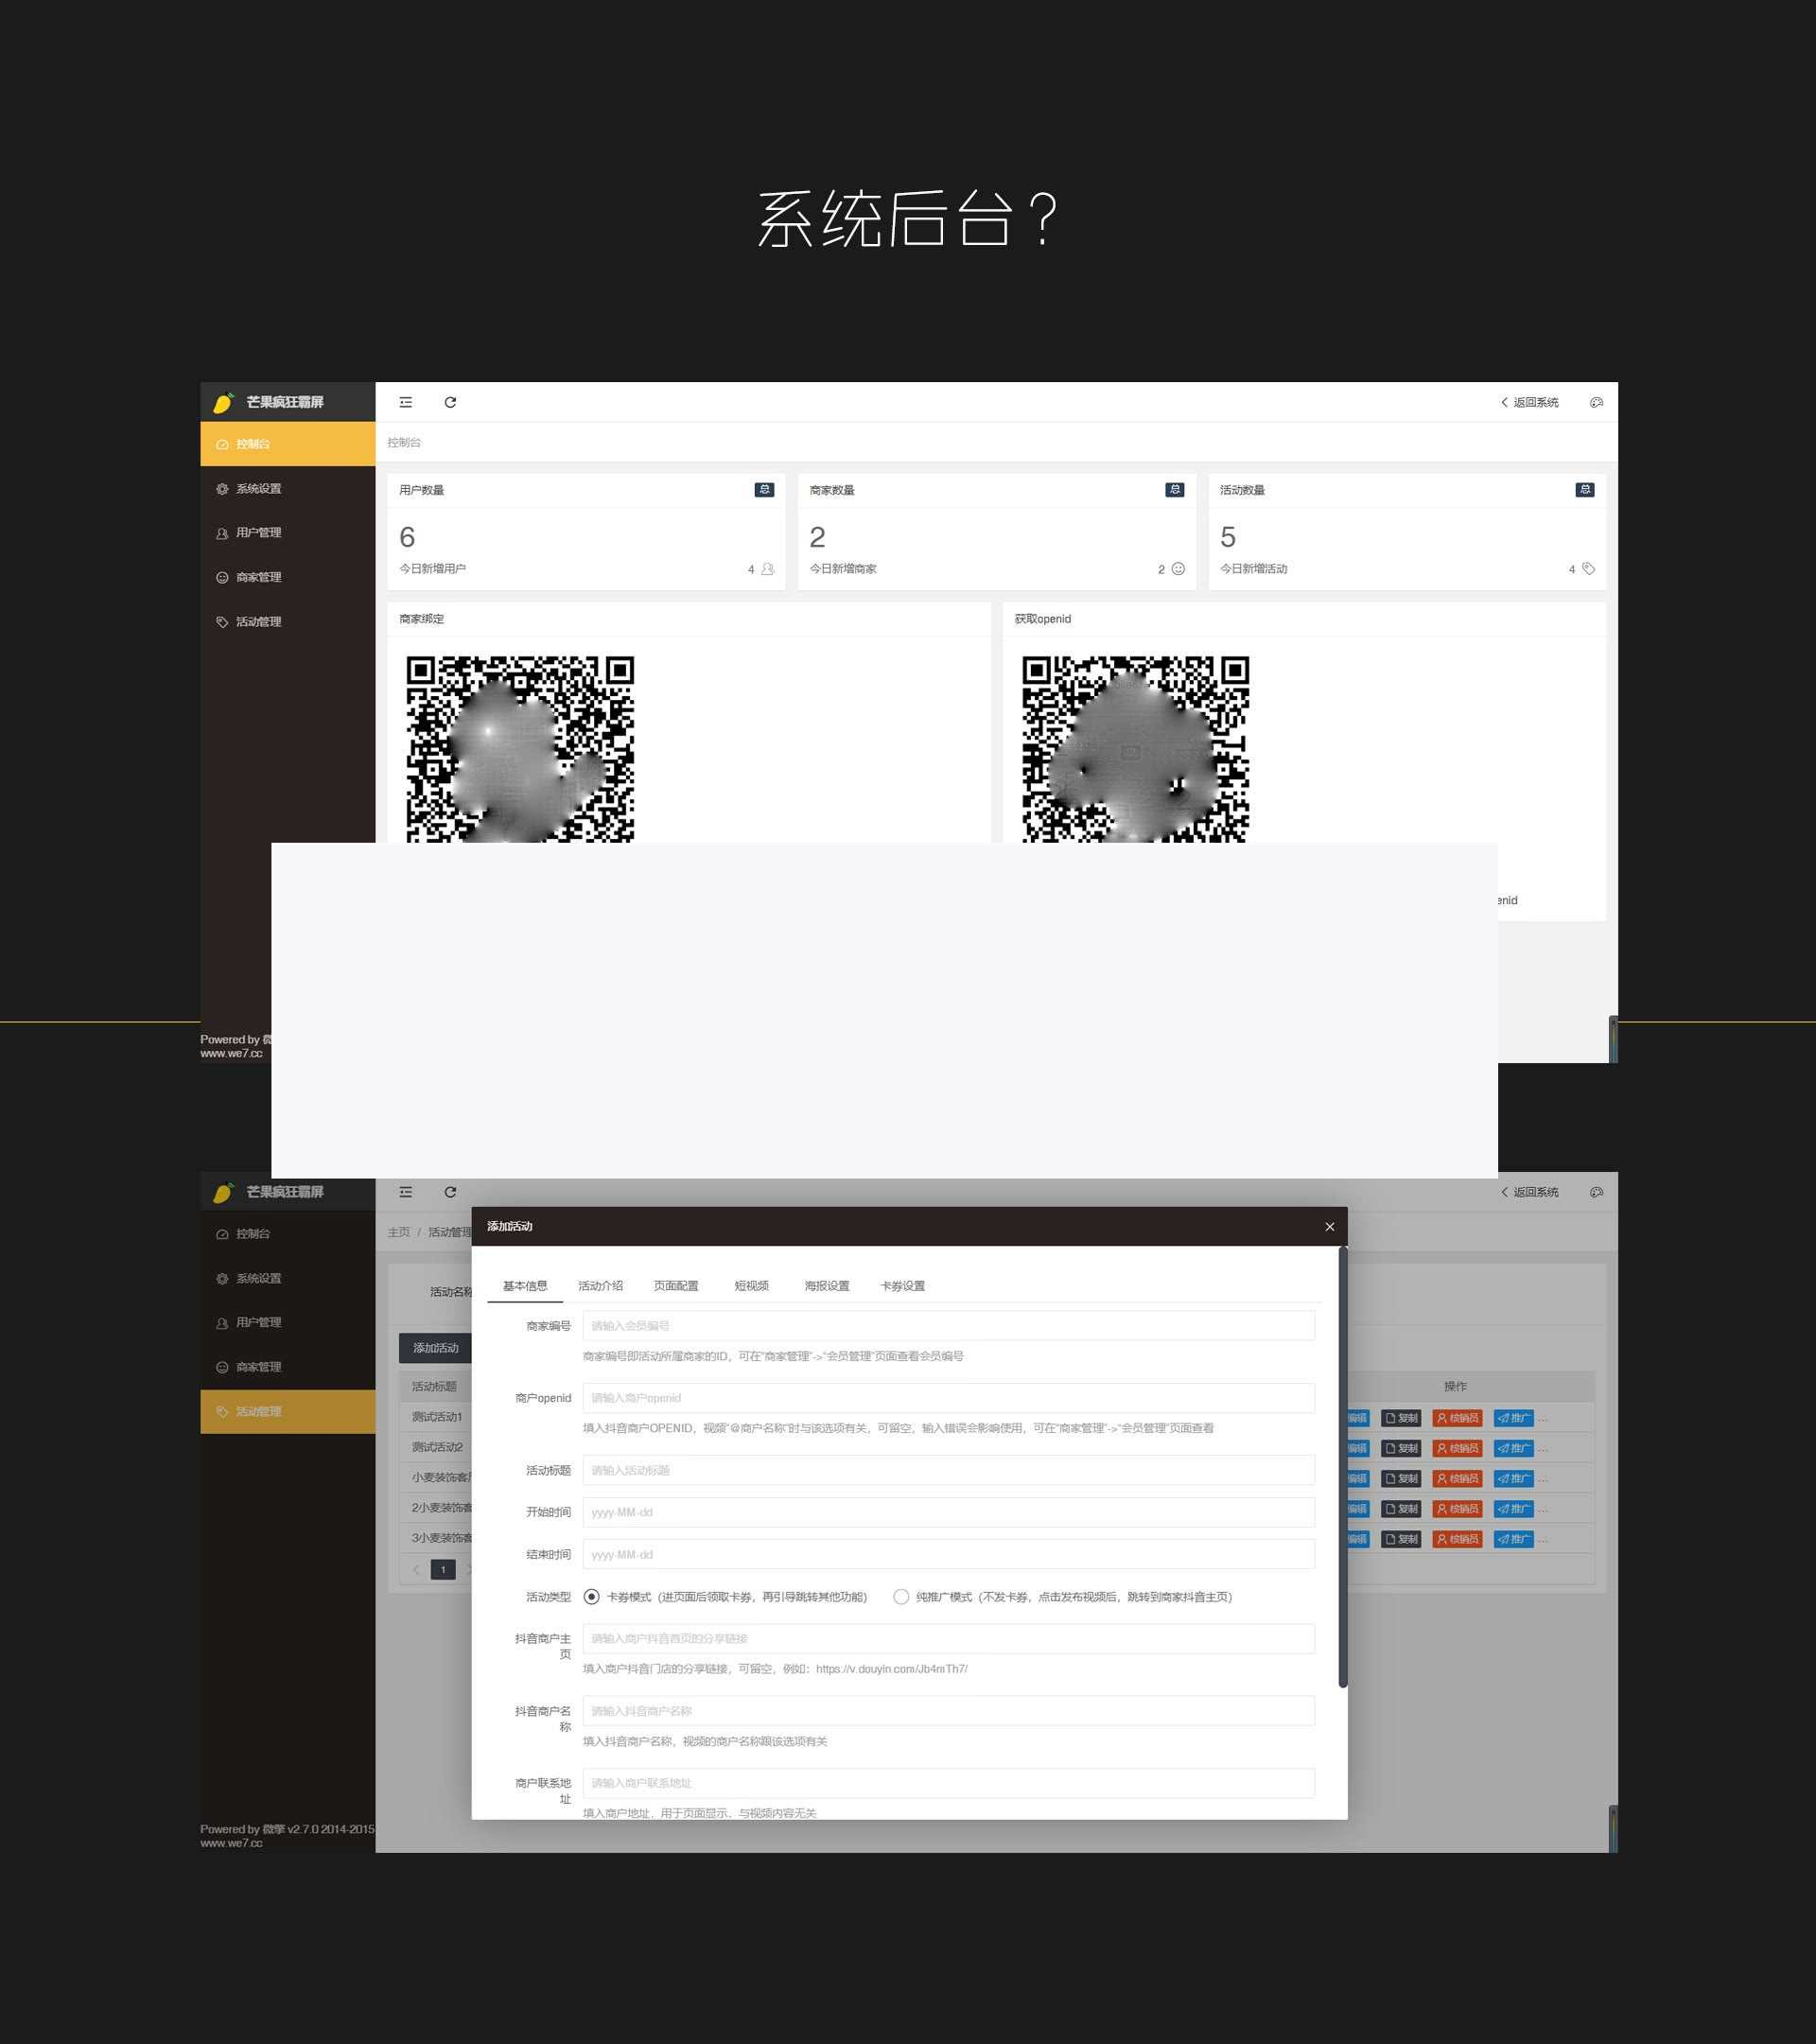 系统后台?
芒果疯狂霸屏
返回系统
控制台
控制台
系统设置
用户管理
商家管理
活动管理
用户数量
总
6
今日新增用户
4
商家数量
总
2
今日新增商家
2
活动数量
总
5
今日新增活动
4
商家绑定
获取openid
enid
Powered by
www.we7.cc
芒果疯狂霸屏
返回系统
控制台
系统设置
用户管理
商家管理
活动管理
主页 / 活动管理
活动名称
添加活动
活动标题
操作
测试活动1
编辑 复制 核销员 推广 ...
测试活动2
编辑 复制 核销员 推广 ...
小麦装饰客
编辑 复制 核销员 推广 ...
2小麦装饰客
编辑 复制 核销员 推广 ...
3小麦装饰客
编辑 复制 核销员 推广 ...
1
添加活动
基本信息 活动介绍 页面配置 短视频 海报设置 卡券设置
商家编号 请输入会员编号
商家编号即活动所属商家的ID，可在"商家管理"->"会员管理"页面查看会员编号
商户openid 请输入商户openid
填入抖音商户OPENID，视频"@商户名称"时与该选项有关，可留空，输入错误会影响使用，可在"商家管理"->"会员管理"页面查看
活动标题 请输入活动标题
开始时间 yyyy-MM-dd
结束时间 yyyy-MM-dd
活动类型 卡券模式（进页面后领取卡券，再引导跳转其他功能） 纯推广模式（不发卡券，点击发布视频后，跳转到商家抖音主页）
抖音商户主页 请输入商户抖音首页的分享链接
填入商户抖音门店的分享链接，可留空，例如：https://v.douyin.com/Jb4mTh7/
抖音商户名称 请输入抖音商户名称
填入抖音商户名称，视频的商户名称跟该选项有关
商户联系地址 请输入商户联系地址
填入商户地址，用于页面显示，与视频内容无关
Powered by 微擎 v2.7.0 2014-2015
www.we7.cc